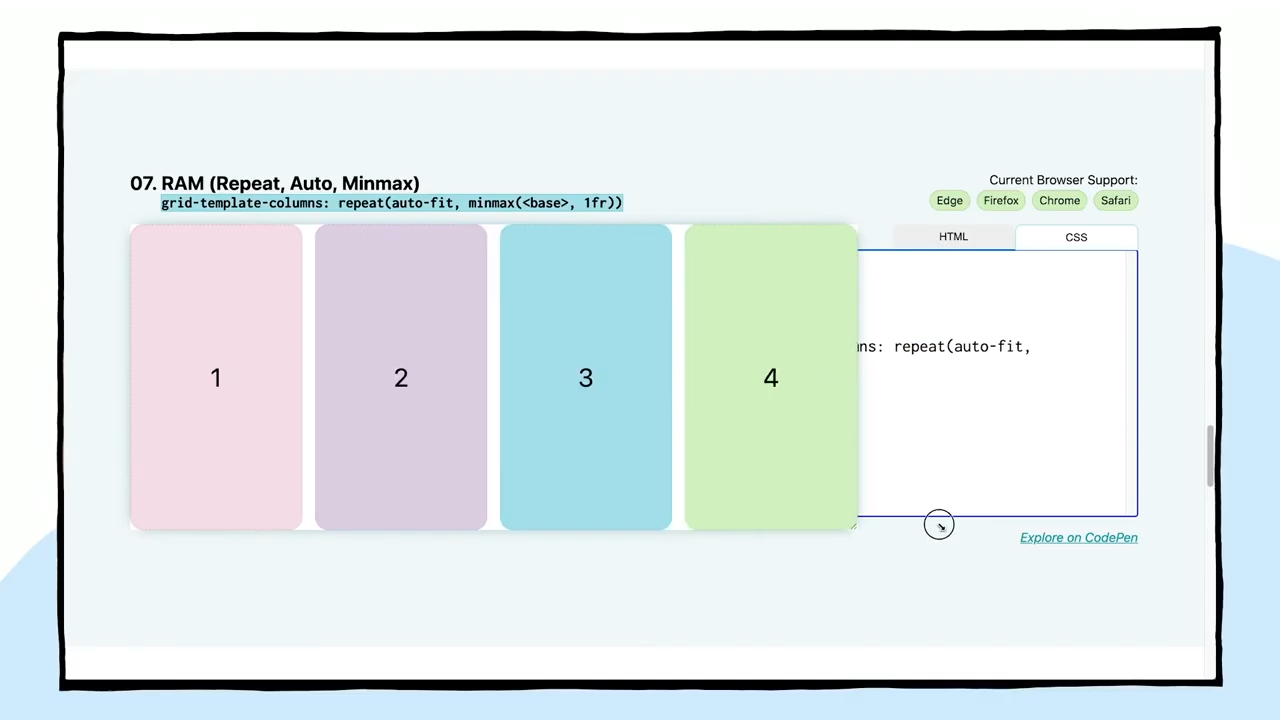 07. RAM (Repeat, Auto, Minmax)
grid-template-columns: repeat(auto-fit, minmax(<base>, 1fr))
Current Browser Support:
Edge Firefox Chrome Safari
HTML CSS
1 2 3 4
ns: repeat(auto-fit,
Explore on CodePen